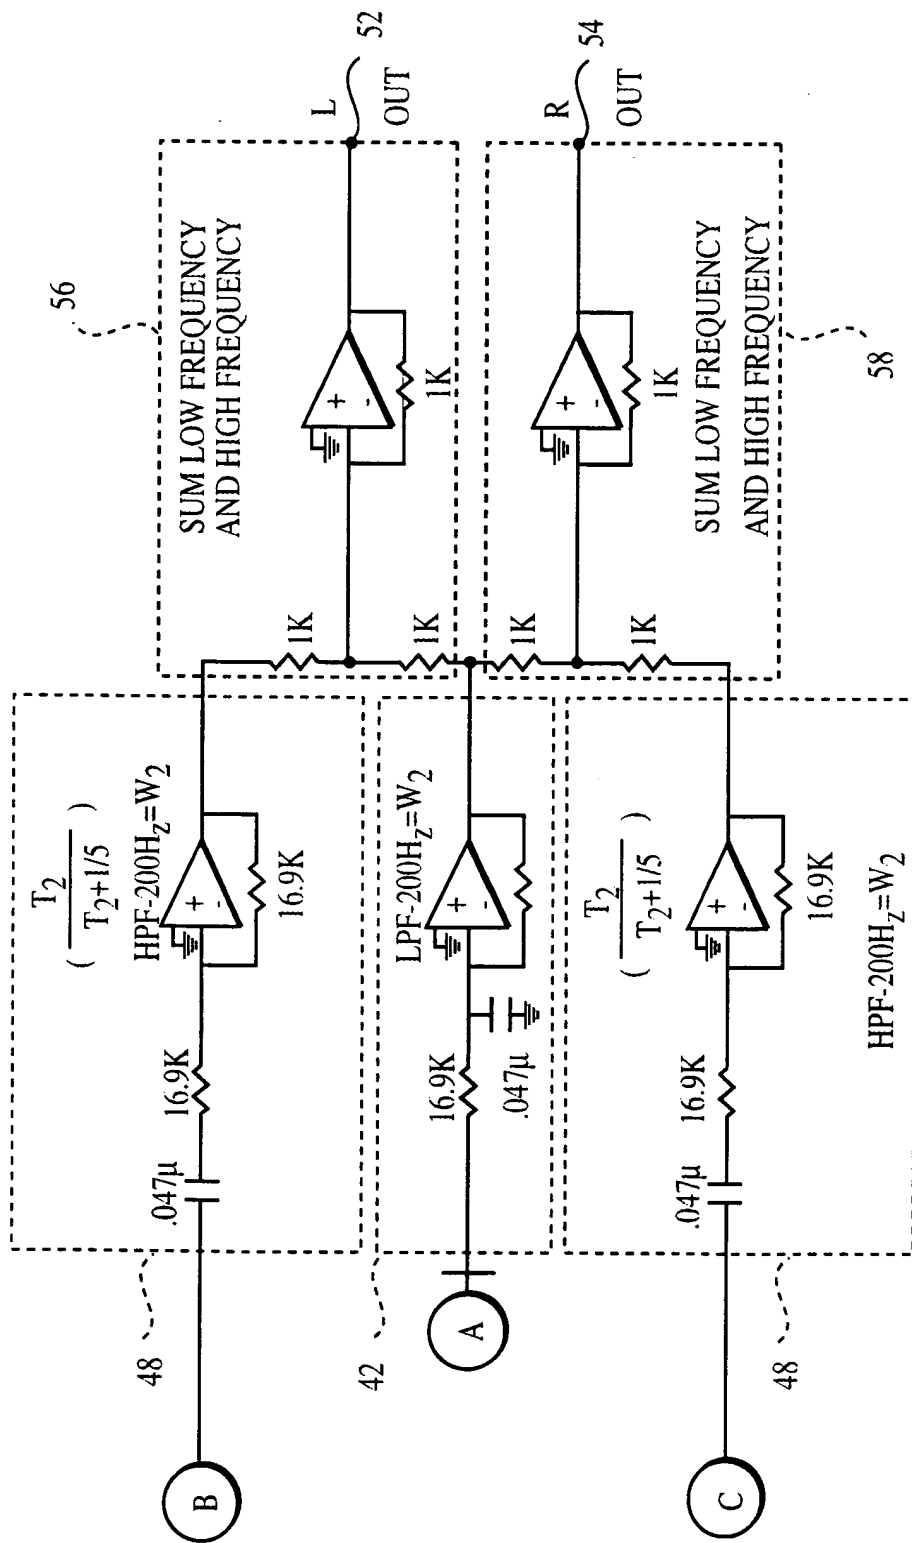 56
SUM LOW FREQUENCY
AND HIGH FREQUENCY
L
OUT
52
+
-
1K
1K
1K
R
OUT
54
+
-
1K
1K
1K
SUM LOW FREQUENCY
AND HIGH FREQUENCY
58
( T2 / T2+1/5 )
HPF-200HZ=W2
+
-
16.9K
16.9K
.047µ
48
B
LPF-200HZ=W2
+
-
16.9K
.047µ
42
A
( T2 / T2+1/5 )
+
-
16.9K
16.9K
.047µ
HPF-200HZ=W2
48
C